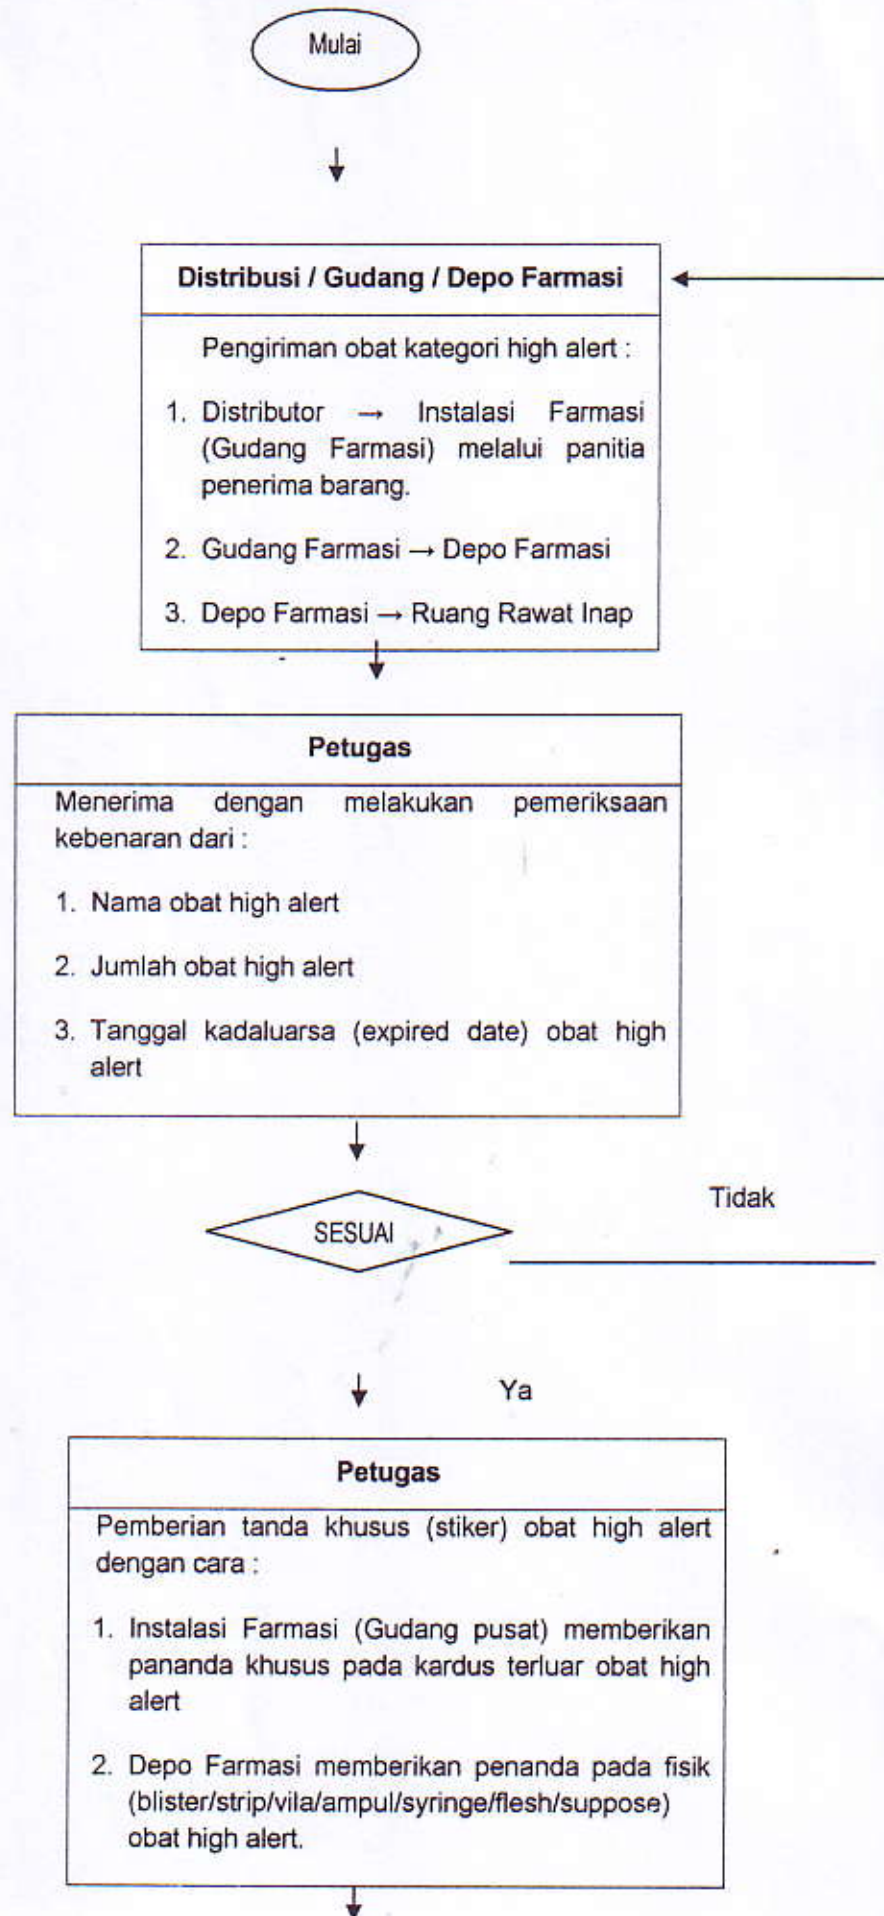 Mulai
Distribusi / Gudang / Depo Farmasi
Pengiriman obat kategori high alert :
1. Distributor → Instalasi Farmasi
(Gudang Farmasi) melalui panitia
penerima barang.
2. Gudang Farmasi → Depo Farmasi
3. Depo Farmasi → Ruang Rawat Inap
Petugas
Menerima dengan melakukan pemeriksaan
kebenaran dari :
1. Nama obat high alert
2. Jumlah obat high alert
3. Tanggal kadaluarsa (expired date) obat high
alert
Tidak
SESUAI
Ya
Petugas
Pemberian tanda khusus (stiker) obat high alert
dengan cara :
1. Instalasi Farmasi (Gudang pusat) memberikan
pananda khusus pada kardus terluar obat high
alert
2. Depo Farmasi memberikan penanda pada fisik
(blister/strip/vila/ampul/syringe/flesh/suppose)
obat high alert.